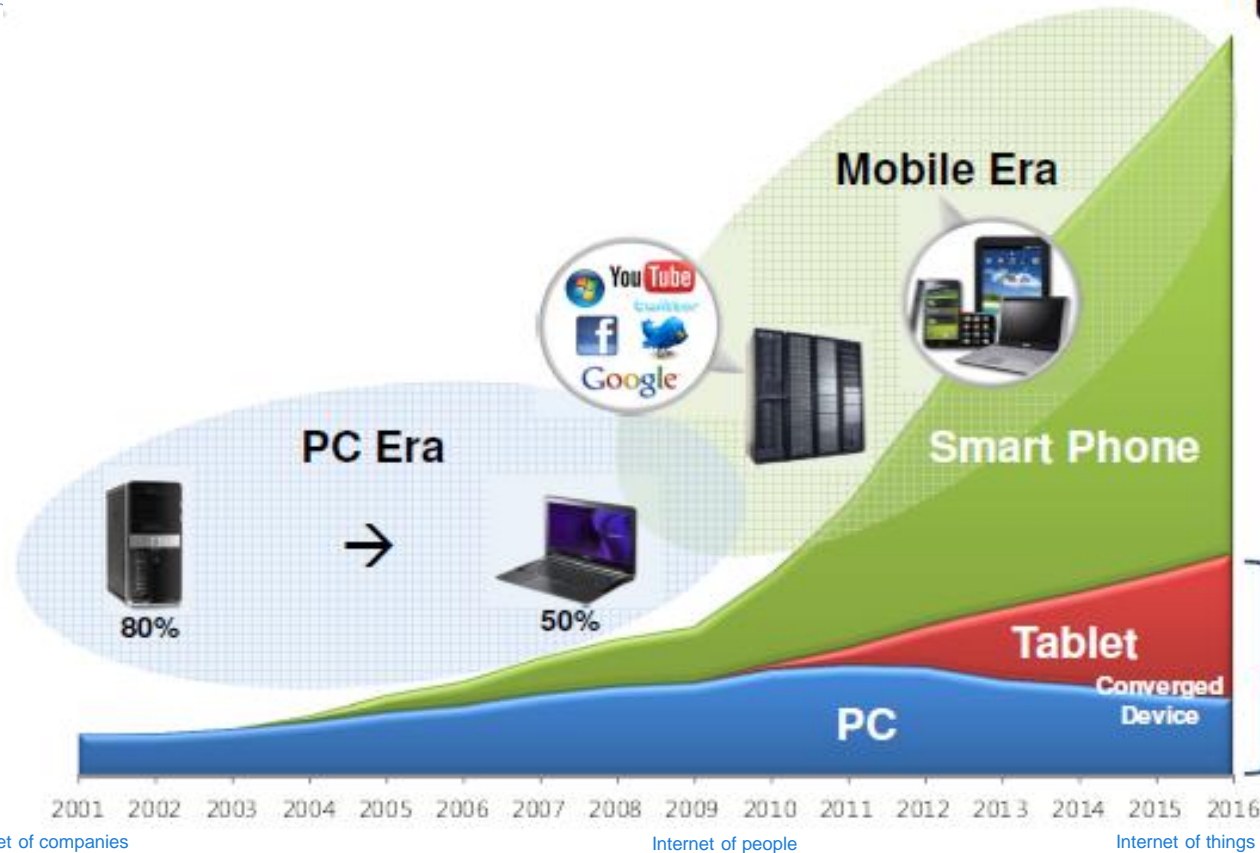 Mobile Era
You Tube
twitter
f
Google
PC Era
Smart Phone
80%
50%
Tablet
Converged
Device
PC
2001 2002 2003 2004 2005 2006 2007 2008 2009 2010 2011 2012 2013 2014 2015 2016
et of companies
Internet of people
Internet of things